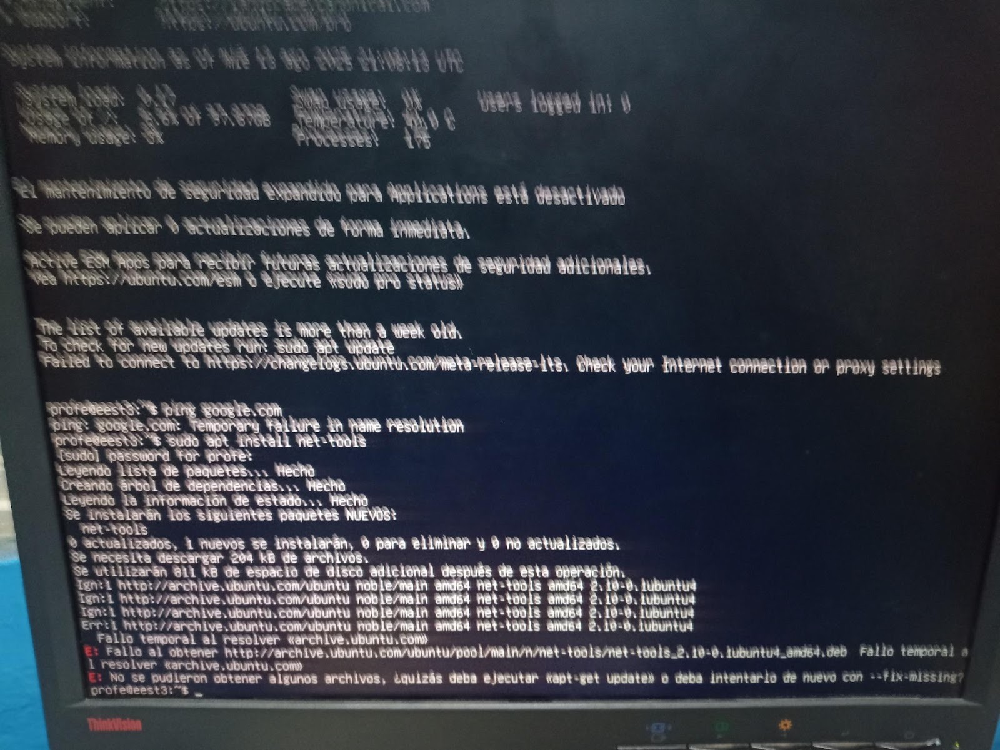 https://ubuntu.com/pro
System information as of mié 13 ago 2025 21:08:18 UTC
System load: 0.17 Swap usage: 0% Users logged in: 0
Usage of /: of Temperature: C
Memory usage: Processes:
El mantenimiento de seguridad expandido para Applications está desactivado
Se pueden aplicar 0 actualizaciones de forma inmediata.
Active ESM Apps para recibir futuras actualizaciones de seguridad adicionales.
Vea https://ubuntu.com/esm o ejecute «sudo pro status»
The list of available updates is more than a week old.
To check for new updates run: sudo apt update
Failed to connect to https://changelogs.ubuntu.com/meta-release-lts. Check your Internet connection or proxy settings
profe@eest3:~$ ping google.com
ping: google.com: Temporary failure in name resolution
profe@eest3:~$ sudo apt install net-tools
[sudo] password for profe:
Leyendo lista de paquetes... Hecho
Creando árbol de dependencias... Hecho
Leyendo la información de estado... Hecho
Se instalarán los siguientes paquetes NUEVOS:
net-tools
0 actualizados, 1 nuevos se instalarán, 0 para eliminar y 0 no actualizados.
Se necesita descargar 204 kB de archivos.
Se utilizarán 811 kB de espacio de disco adicional después de esta operación.
Ign:1 http://archive.ubuntu.com/ubuntu noble/main amd64 net-tools amd64 2.10-0.1ubuntu4
Ign:1 http://archive.ubuntu.com/ubuntu noble/main amd64 net-tools amd64 2.10-0.1ubuntu4
Ign:1 http://archive.ubuntu.com/ubuntu noble/main amd64 net-tools amd64 2.10-0.1ubuntu4
Err:1 http://archive.ubuntu.com/ubuntu noble/main amd64 net-tools amd64 2.10-0.1ubuntu4
Fallo temporal al resolver «archive.ubuntu.com»
E: Fallo al obtener http://archive.ubuntu.com/ubuntu/pool/main/n/net-tools/net-tools_2.10-0.1ubuntu4_amd64.deb Fallo temporal a
l resolver «archive.ubuntu.com»
E: No se pudieron obtener algunos archivos, ¿quizás deba ejecutar «apt-get update» o deba intentarlo de nuevo con --fix-missing?
profe@eest3:~$ _
ThinkVision